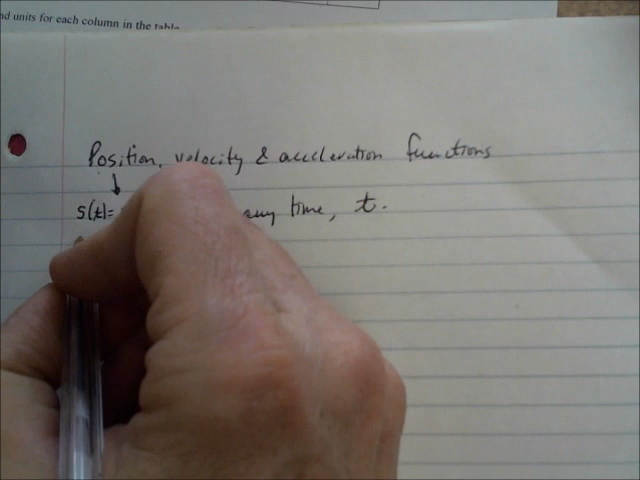 nd units for each column in the table
Position, velocity & acceleration functions
s(t)= any time, t.